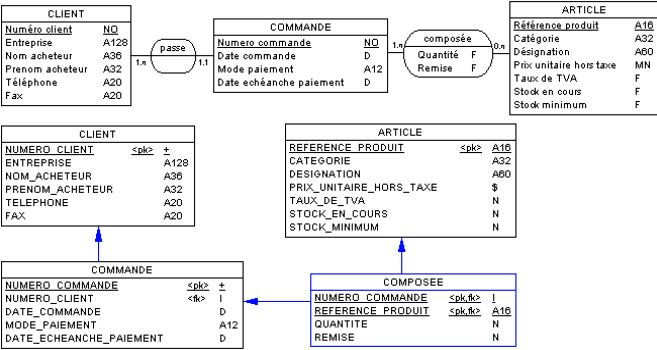 CLIENT
Numéro client NO
Entreprise A128
Nom acheteur A36
Prenom acheteur A32
Téléphone A20
Fax A20
1.n
passe
1.1
COMMANDE
Numero commande NO
Date commande D
Mode paiement A12
Date echéanche paiement D
1.n
composée
Quantité F
Remise F
0.n
ARTICLE
Référence produit A16
Catégorie A32
Désignation A60
Prix unitaire hors taxe MN
Taux de TVA F
Stock en cours F
Stock minimum F
CLIENT
NUMERO_CLIENT <pk> +
ENTREPRISE A128
NOM_ACHETEUR A36
PRENOM_ACHETEUR A32
TELEPHONE A20
FAX A20
ARTICLE
REFERENCE_PRODUIT <pk> A16
CATEGORIE A32
DESIGNATION A60
PRIX_UNITAIRE_HORS_TAXE $
TAUX_DE_TVA N
STOCK_EN_COURS N
STOCK_MINIMUM N
COMMANDE
NUMERO_COMMANDE <pk> +
NUMERO_CLIENT <fk> I
DATE_COMMANDE D
MODE_PAIEMENT A12
DATE_ECHEANCHE_PAIEMENT D
COMPOSEE
NUMERO_COMMANDE <pk,fk> I
REFERENCE_PRODUIT <pk,fk> A16
QUANTITE N
REMISE N